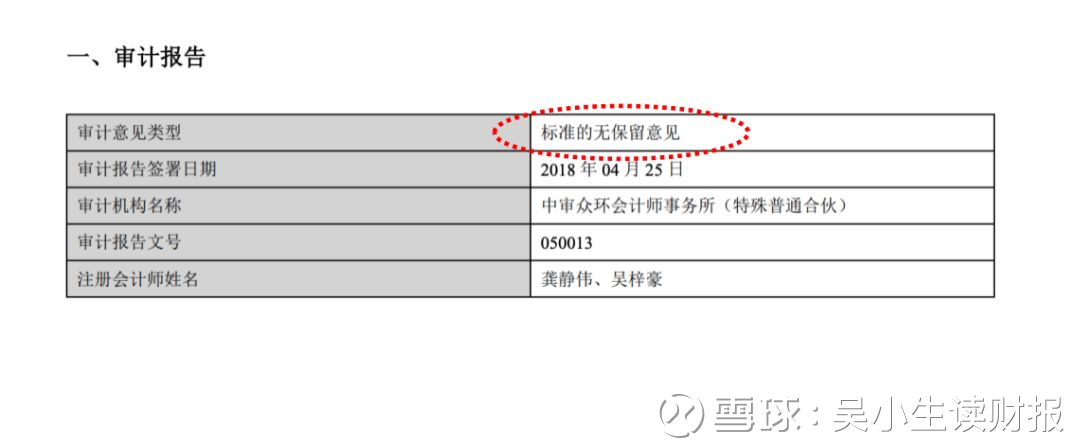 一、审计报告
审计意见类型 标准的无保留意见
审计报告签署日期 2018 年 04 月 25 日
审计机构名称 中审众环会计师事务所（特殊普通合伙）
审计报告文号 050013
注册会计师姓名 龚静伟、吴梓豪
雪球：吴小生读财报